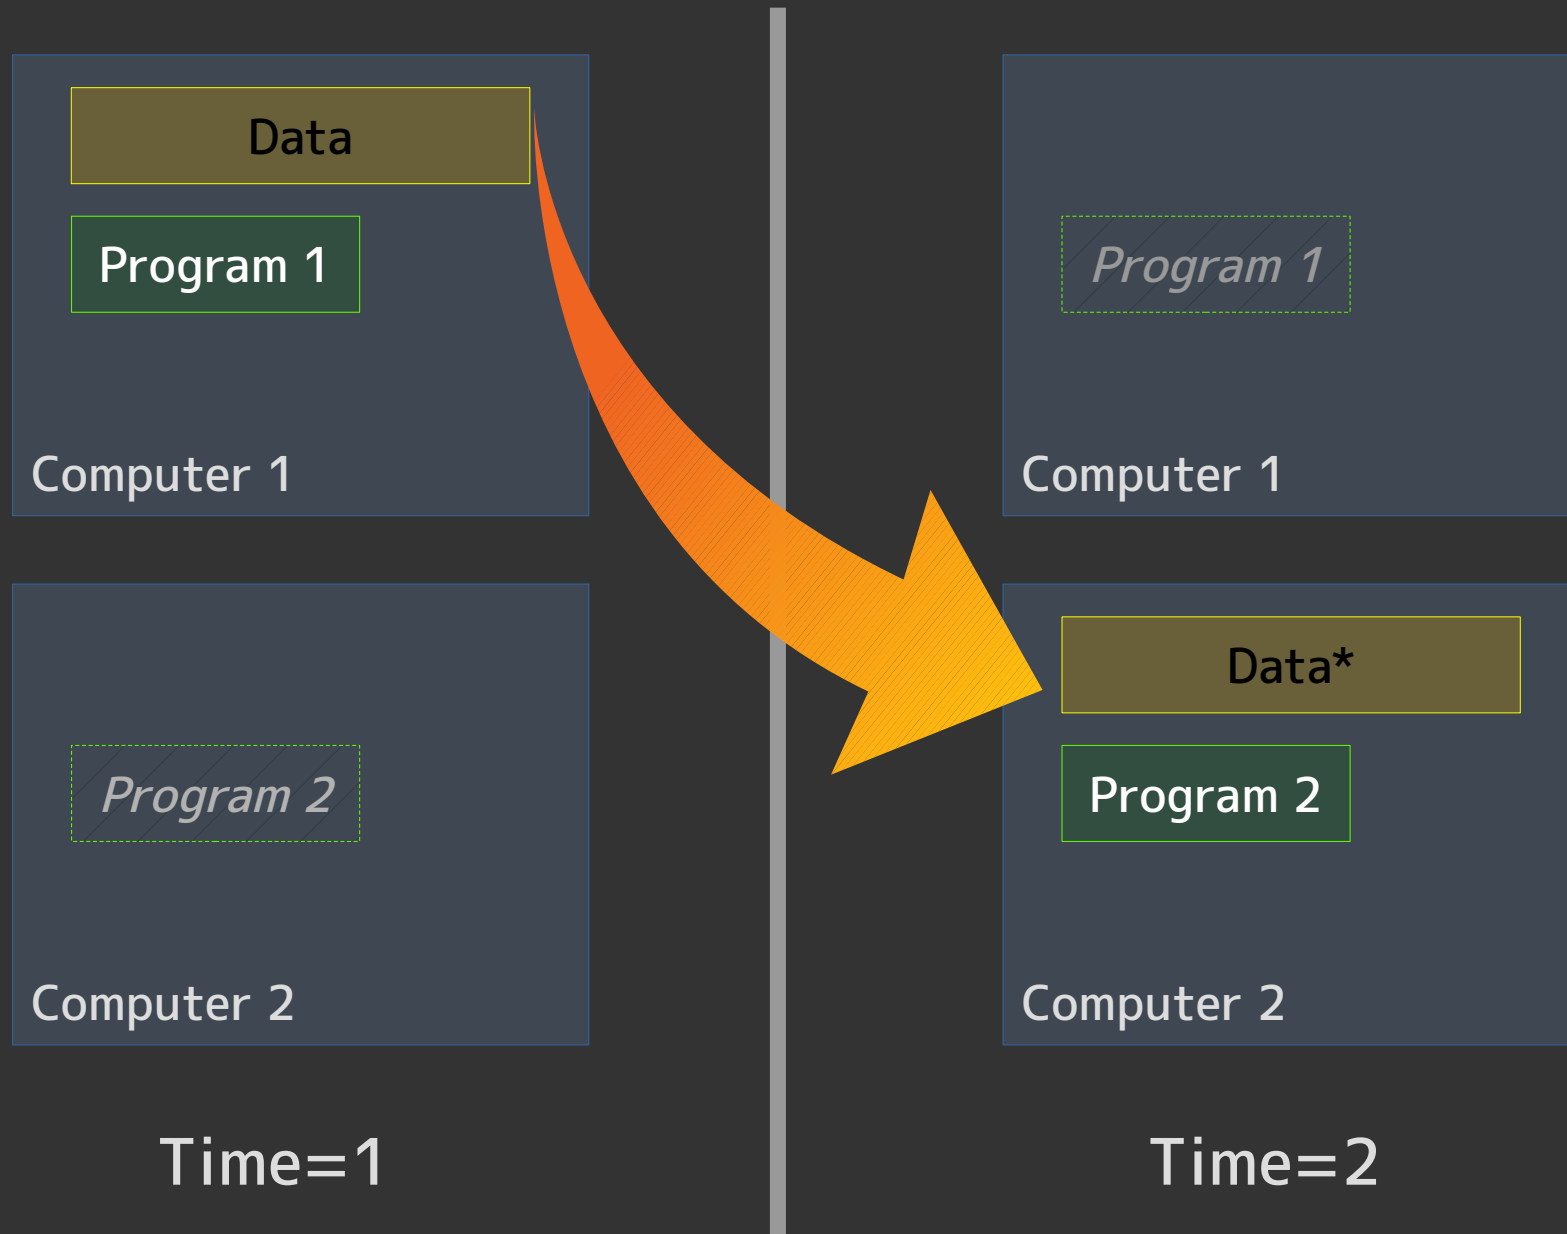 Data
Program 1
Computer 1
Program 2
Computer 2
Time=1
Program 1
Computer 1
Data*
Program 2
Computer 2
Time=2